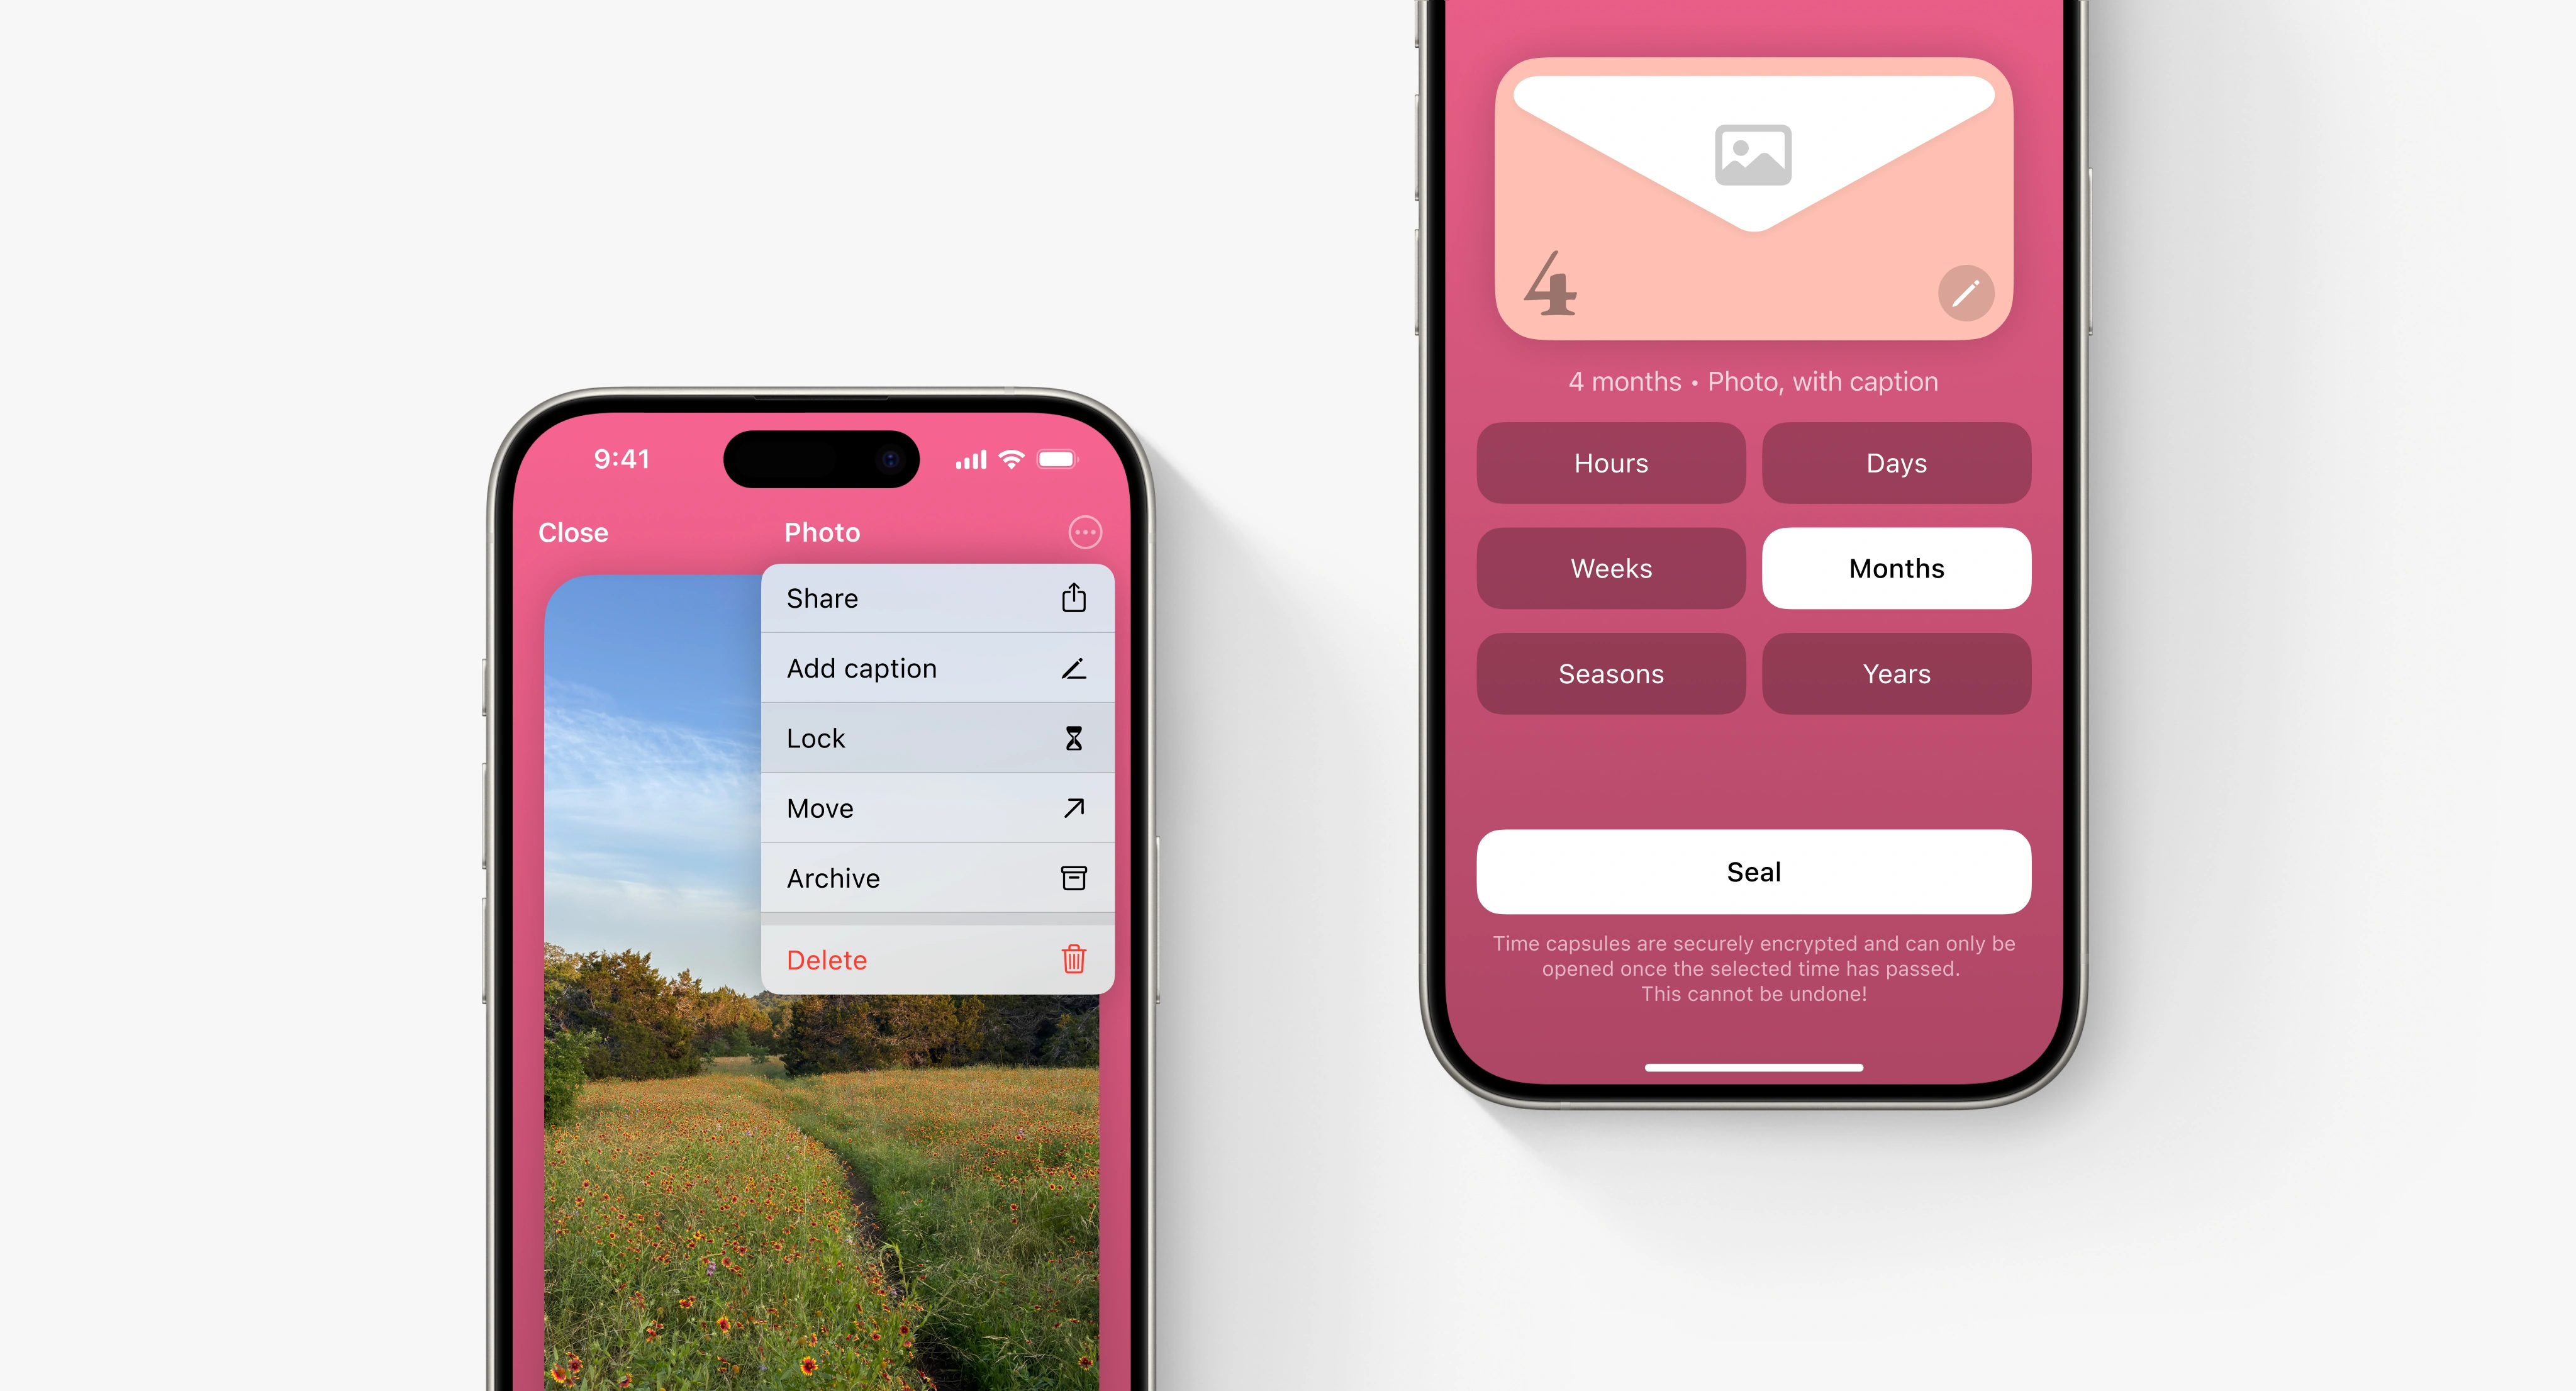 9:41
Close
Photo
Share
Add caption
Lock
Move
Archive
Delete
4
4 months • Photo, with caption
Hours
Days
Weeks
Months
Seasons
Years
Seal
Time capsules are securely encrypted and can only be
opened once the selected time has passed.
This cannot be undone!